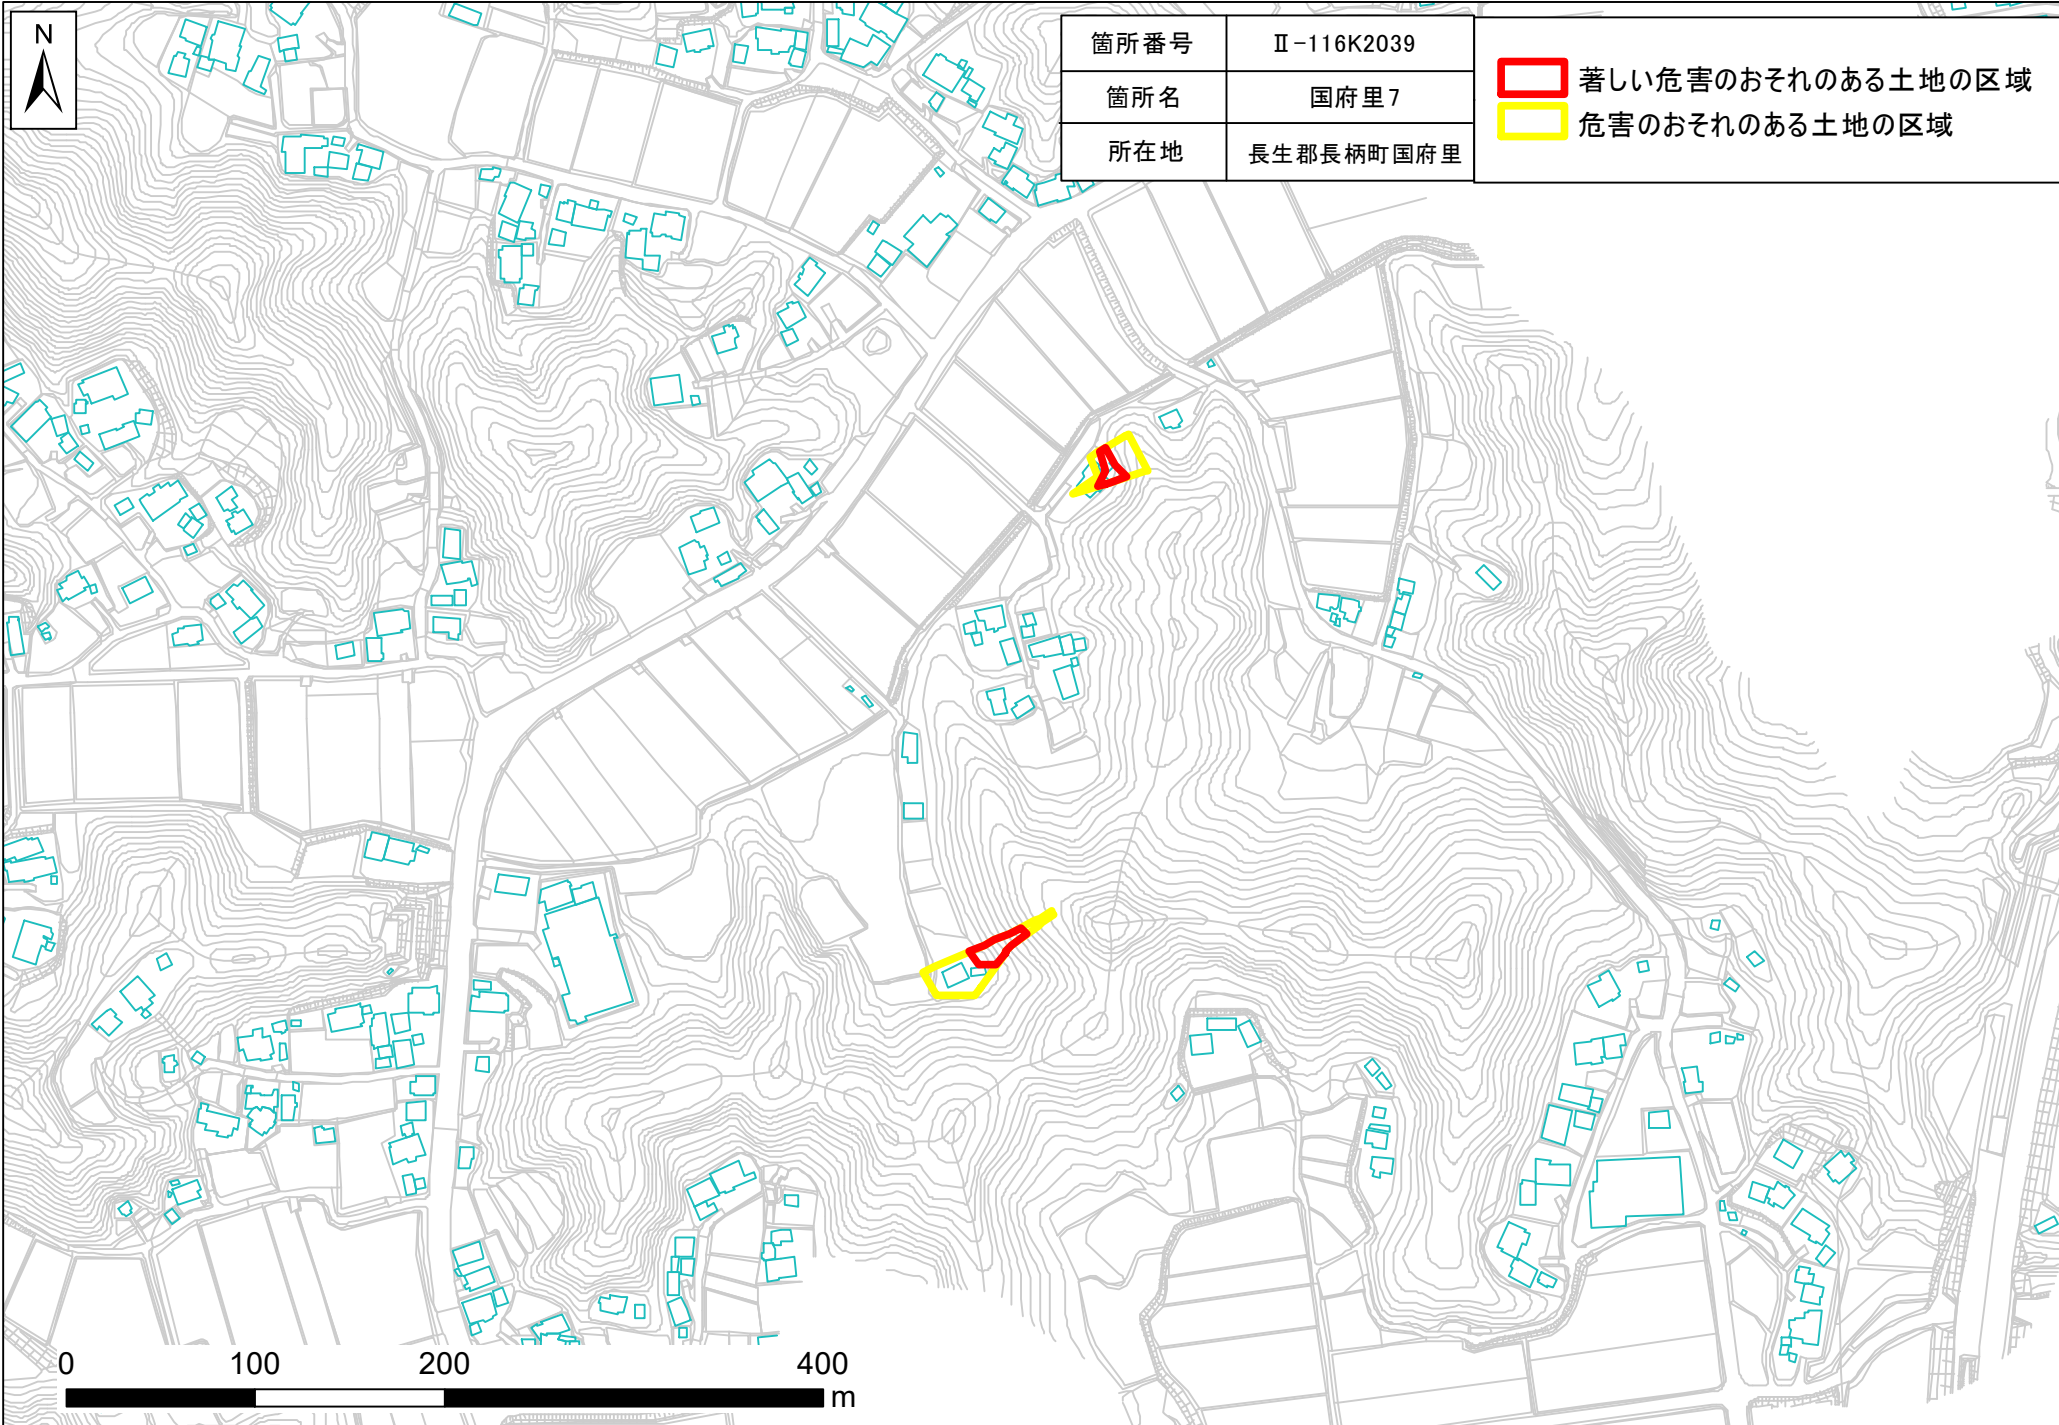 N
箇所番号 Ⅱ-116K2039
箇所名 国府里7
所在地 長生郡長柄町国府里
著しい危害のおそれのある土地の区域
危害のおそれのある土地の区域
0 100 200 400
m